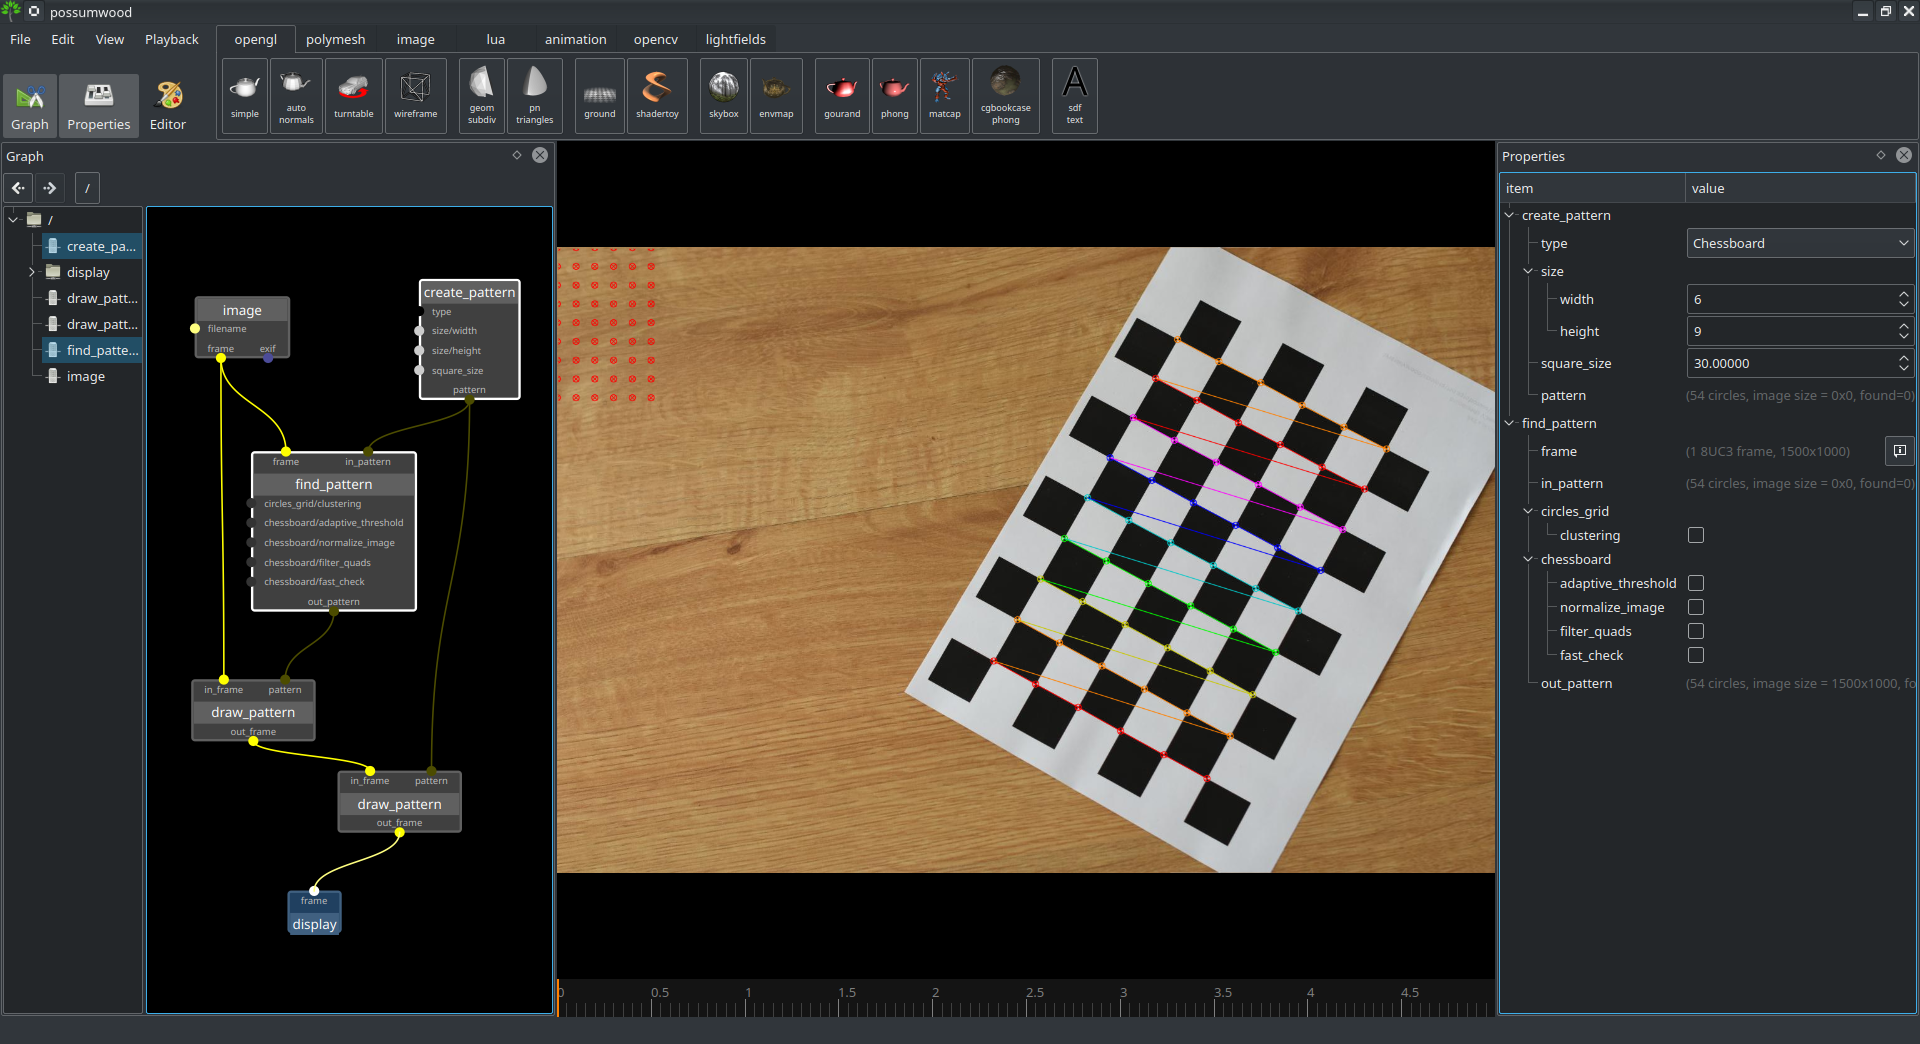 possumwood
File Edit View Playback opengl polymesh image lua animation opencv lightfields
Graph Properties Editor
simple auto normals turntable wireframe geom subdiv pn triangles ground shadertoy skybox envmap gourand phong matcap cgbookcase phong A sdf text
Graph
/
/
create_pa...
display
draw_patt...
draw_patt...
find_patte...
image
image
filename
frame exif
create_pattern
type
size/width
size/height
square_size
pattern
frame in_pattern
find_pattern
circles_grid/clustering
chessboard/adaptive_threshold
chessboard/normalize_image
chessboard/filter_quads
chessboard/fast_check
out_pattern
in_frame pattern
draw_pattern
out_frame
in_frame pattern
draw_pattern
out_frame
frame
display
0 0.5 1 1.5 2 2.5 3 3.5 4 4.5
Properties
item value
create_pattern
type Chessboard
size
width 6
height 9
square_size 30.00000
pattern (54 circles, image size = 0x0, found=0)
find_pattern
frame (1 8UC3 frame, 1500x1000)
in_pattern (54 circles, image size = 0x0, found=0)
circles_grid
clustering
chessboard
adaptive_threshold
normalize_image
filter_quads
fast_check
out_pattern (54 circles, image size = 1500x1000, fo